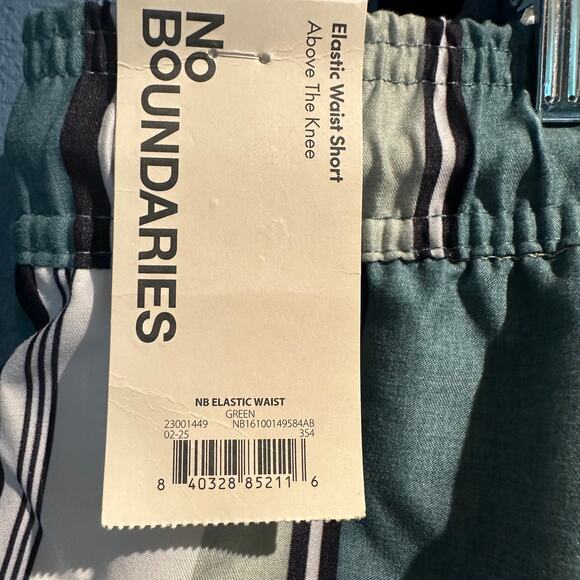 No
BOUNDARIES
Elastic Waist Short
Above The Knee
NB ELASTIC WAIST
GREEN
23001449 NB16100149584AB
02-25 3S4
8 40328 85211 6